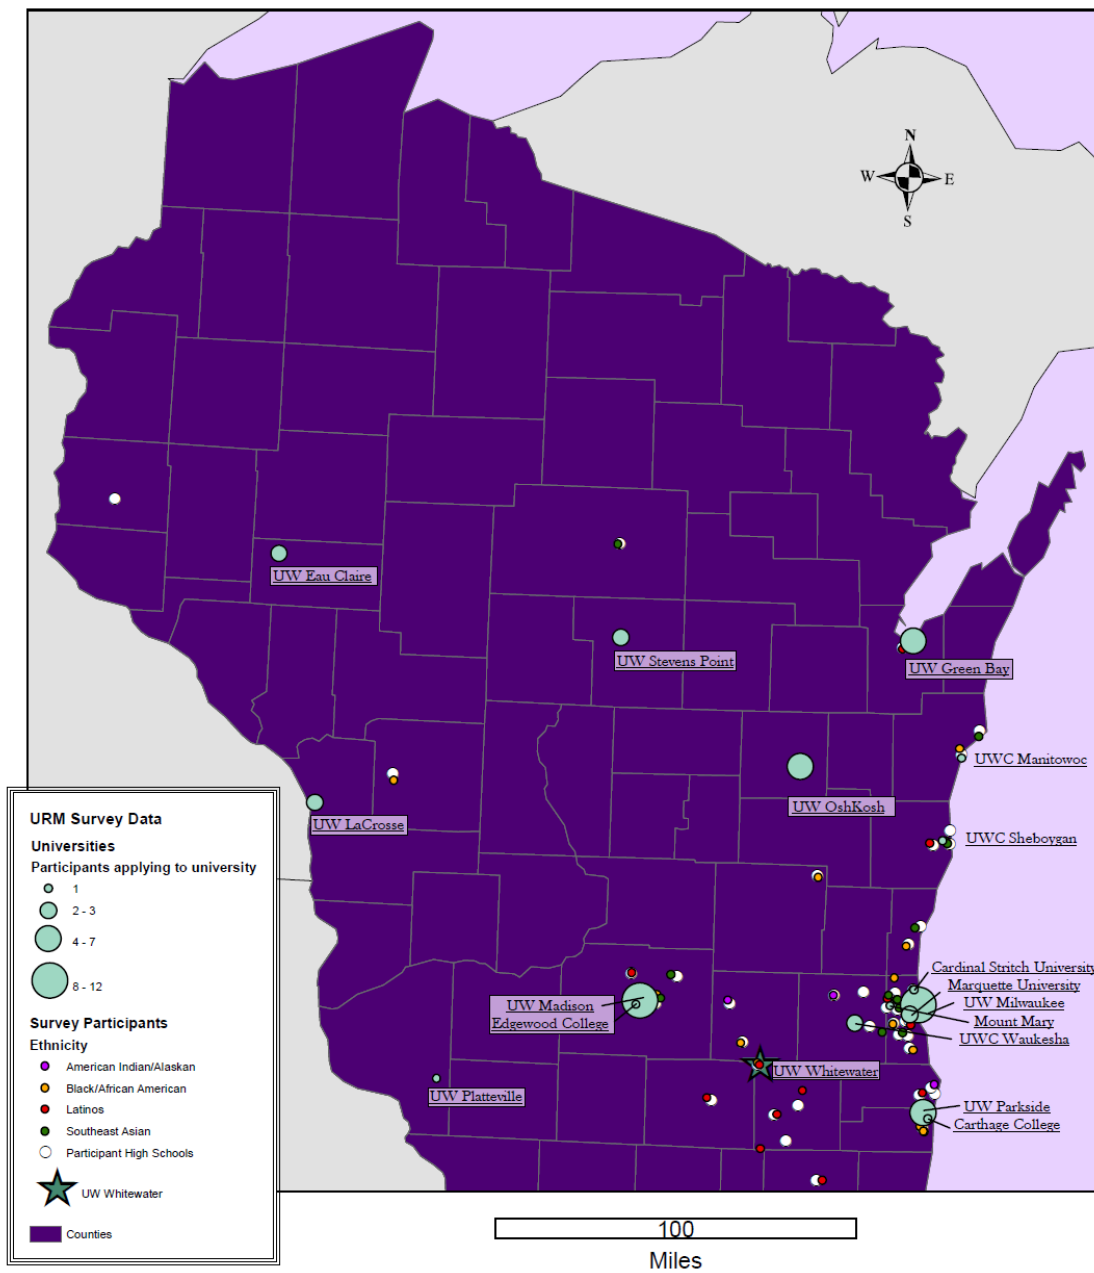 N
W
E
S
UW Eau Claire
UW Stevens Point
UW Green Bay
UWC Manitowoc
UW OshKosh
UW LaCrosse
UWC Sheboygan
Cardinal Stritch University
Marquette University
UW Madison
UW Milwaukee
Edgewood College
Mount Mary
UWC Waukesha
UW Whitewater
UW Platteville
UW Parkside
Carthage College
URM Survey Data
Universities
Participants applying to university
1
2 - 3
4 - 7
8 - 12
Survey Participants
Ethnicity
American Indian/Alaskan
Black/African American
Latinos
Southeast Asian
Participant High Schools
UW Whitewater
Counties
100
Miles